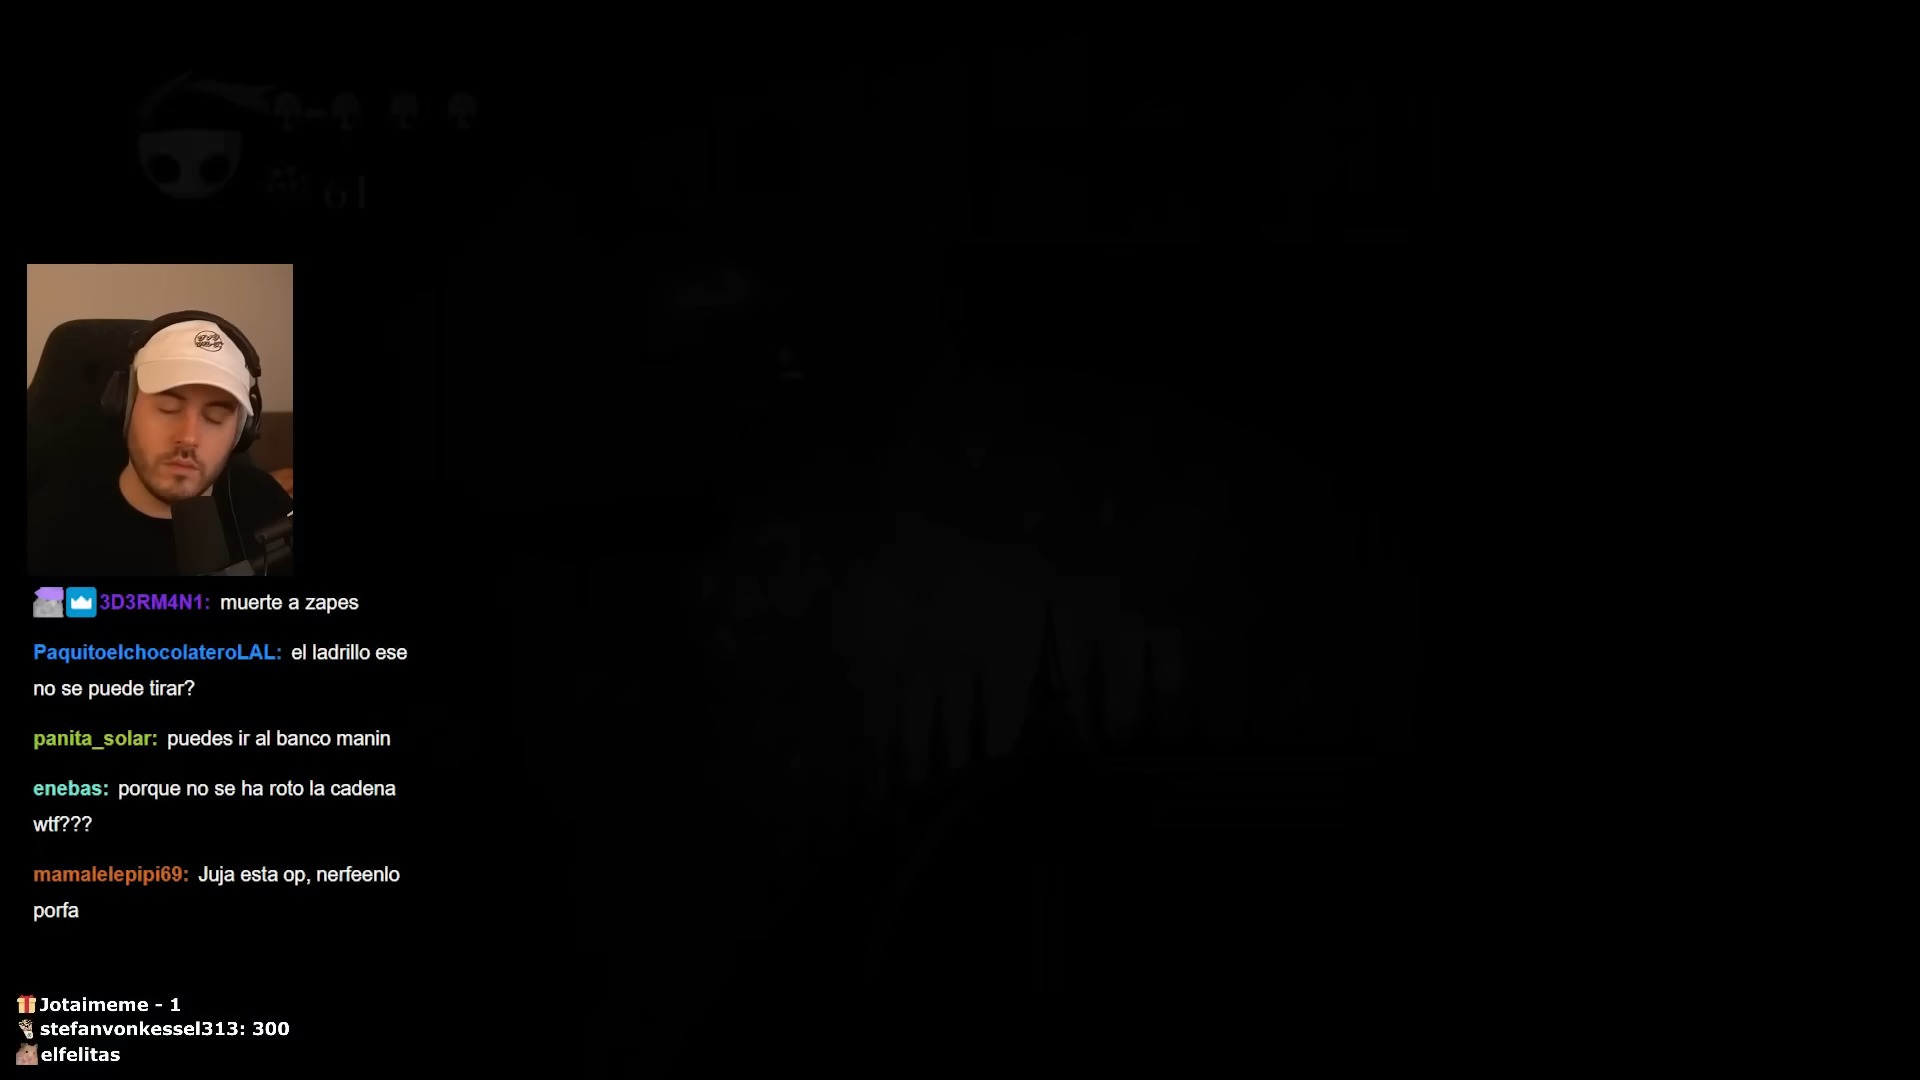 61
3D3RM4N1: muerte a zapes
PaquitoelchocolateroLAL: el ladrillo ese
no se puede tirar?
panita_solar: puedes ir al banco manin
enebas: porque no se ha roto la cadena
wtf???
mamalelepipi69: Juja esta op, nerfeenlo
porfa
Jotaimeme - 1
stefanvonkessel313: 300
elfelitas